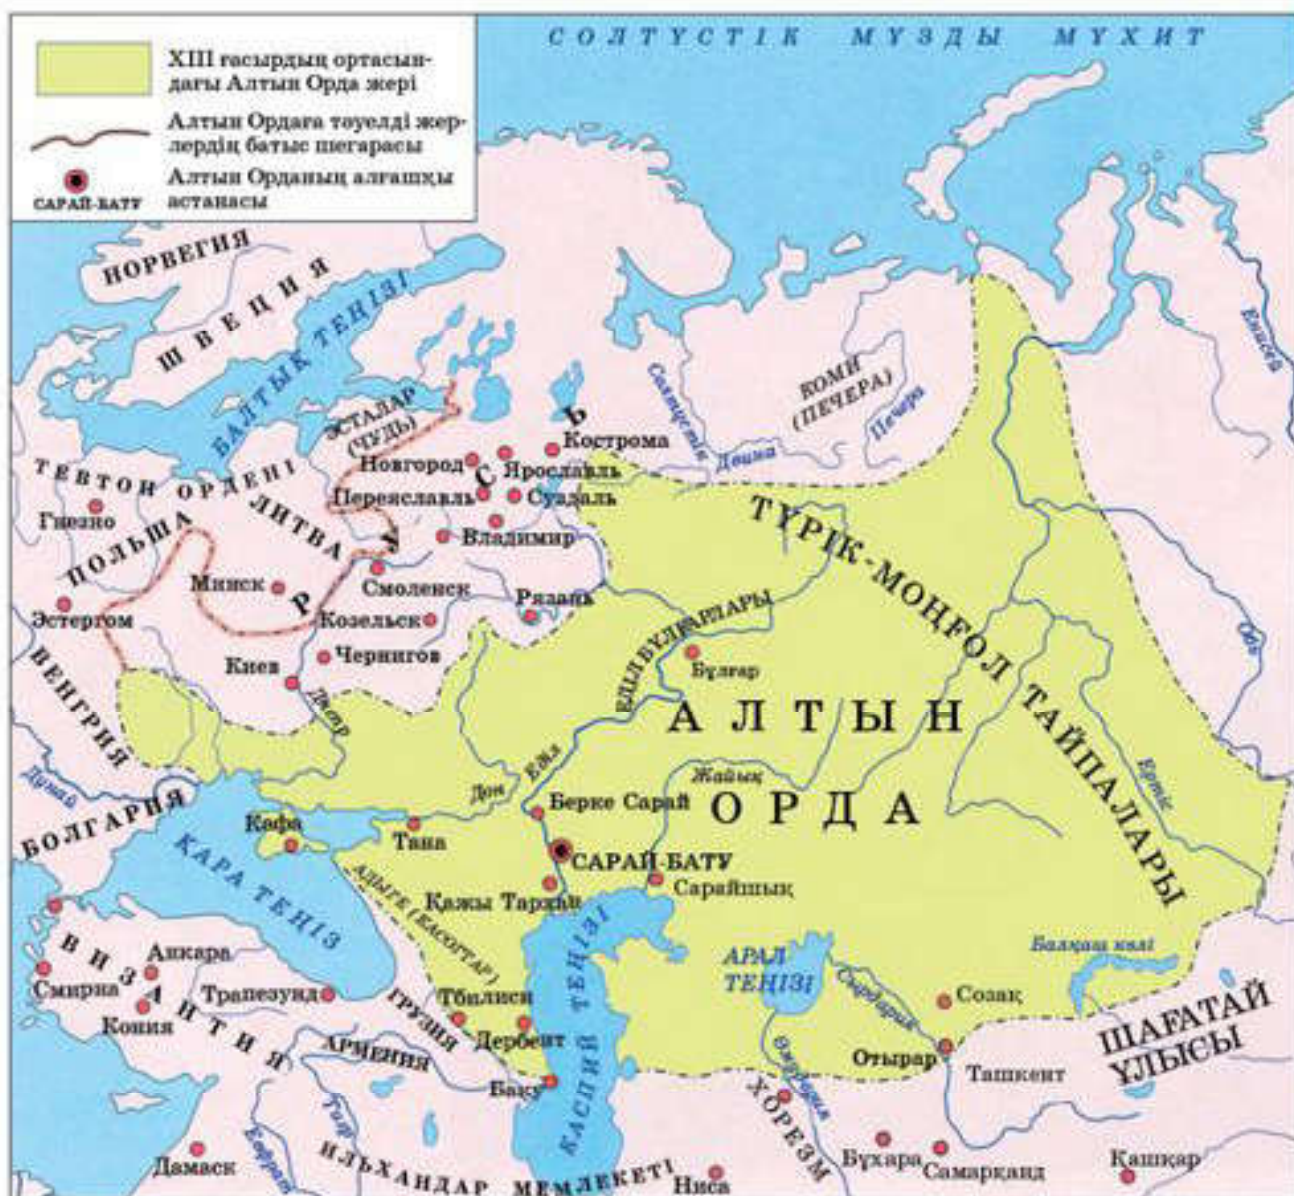 СОЛТҮСТІК МҰЗДЫ МҰХИТ
XIII ғасырдың ортасын-
дағы Алтын Орда жері
Алтын Ордаға тәуелді жер-
лердің батыс шегарасы
САРАЙ-БАТУ
Алтын Орданың алғашқы
астанасы
НОРВЕГИЯ
ШВЕЦИЯ
БАЛТЫҚ ТЕҢІЗІ
ЭСТАЛАР
(ЧУДЬ)
КОМИ
(ПЕЧЕРА)
Печера
Солтүстік Двина
Енисей
Обь
ТЕВТОН ОРДЕНІ
Гнезно
ПОЛЬША
ЛИТВА
РУСЬ
Новгород
Кострома
Ярославль
Переяславль
Суздаль
Владимир
Минск
Смоленск
Козельск
Рязань
Эстергом
Киев
Чернигов
Днепр
ВЕНГРИЯ
Дунай
БОЛГАРИЯ
ТҮРІК-МОҢҒОЛ ТАЙПАЛАРЫ
ЕДІЛ БҰЛҒАРЛАРЫ
Бұлғар
АЛТЫН
ОРДА
Жайық
Ертіс
Дон
Еділ
Берке Сарай
САРАЙ-БАТУ
Сарайшық
Қажы Тархан
Кафа
Тана
ҚАРА ТЕҢІЗ
АДЫГЕ (КАСОГТАР)
КАСПИЙ ТЕҢІЗІ
АРАЛ
ТЕҢІЗІ
Сырдария
Балқаш көлі
Созақ
Отырар
Ташкент
ШАҒАТАЙ
ҰЛЫСЫ
ВИЗАНТИЯ
Анкара
Смирна
Кония
Трапезунд
ГРУЗИЯ
Тбилиси
Дербент
АРМЕНИЯ
Баку
Әмудария
ХОРЕЗМ
Бұхара
Самарқанд
Қашқар
Дамаск
Тигр
Евфрат
ИЛЬХАНДАР МЕМЛЕКЕТІ
Ниса